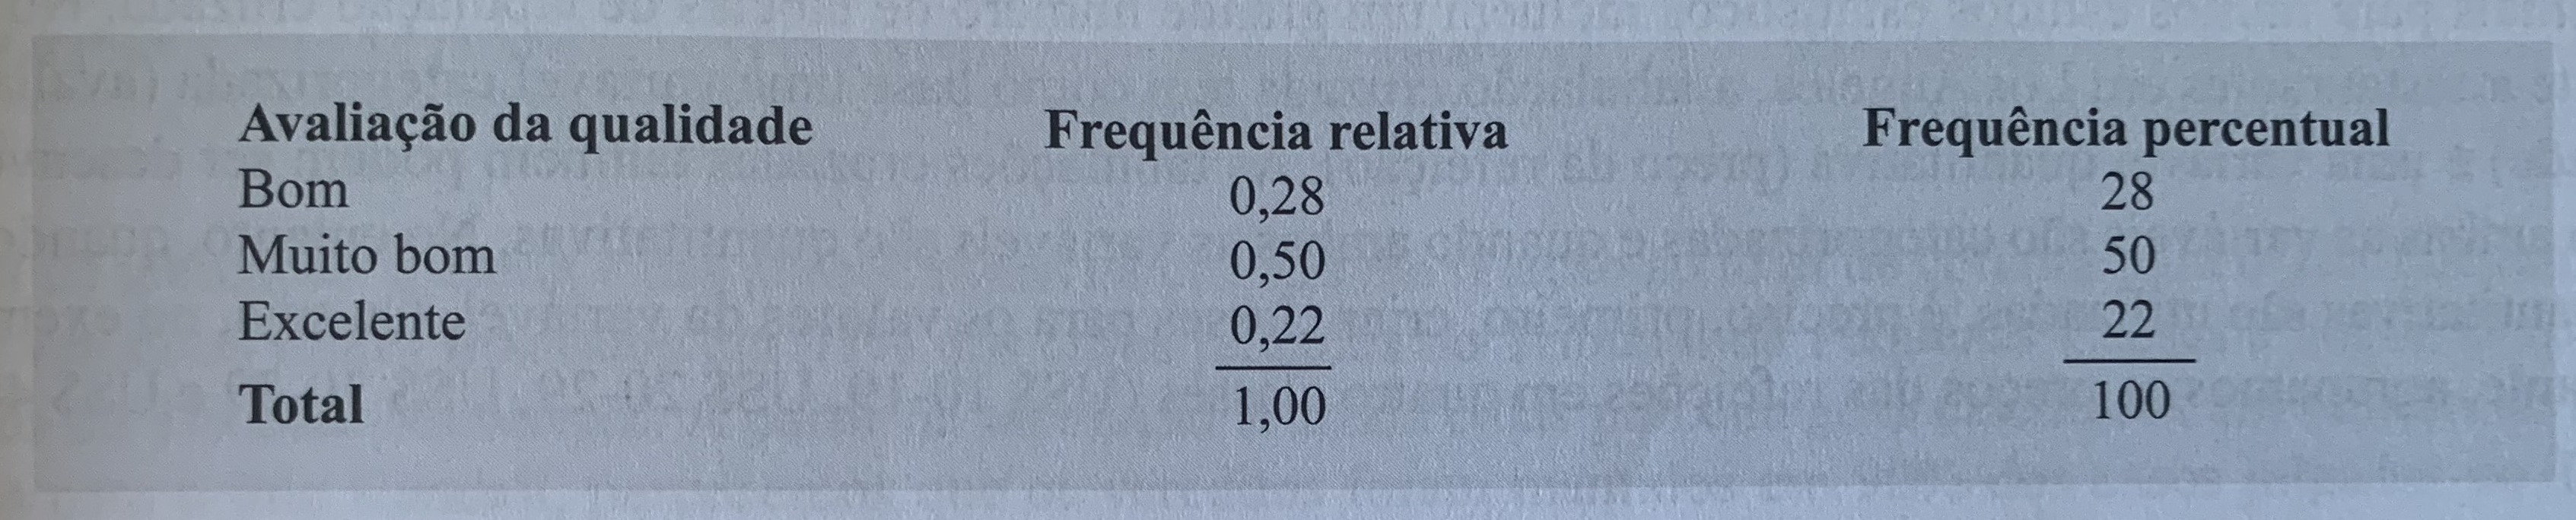 Avaliação da qualidade Frequência relativa Frequência percentual
Bom 0,28 28
Muito bom 0,50 50
Excelente 0,22 22
Total 1,00 100